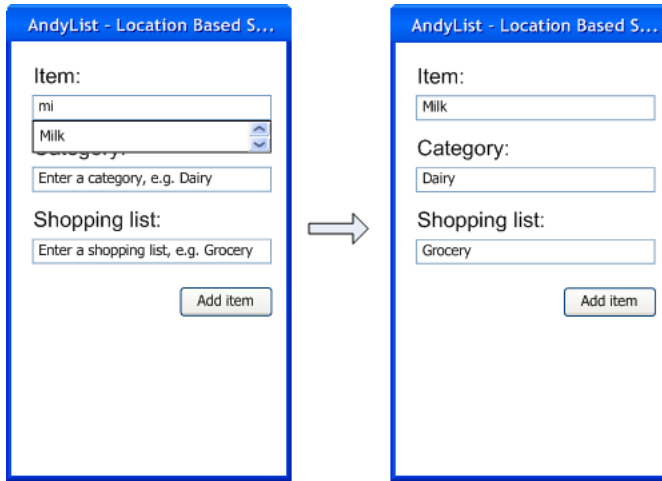 AndyList - Location Based S...
Item:
mi
Milk
Category:
Enter a category, e.g. Dairy
Shopping list:
Enter a shopping list, e.g. Grocery
Add item
AndyList - Location Based S...
Item:
Milk
Category:
Dairy
Shopping list:
Grocery
Add item